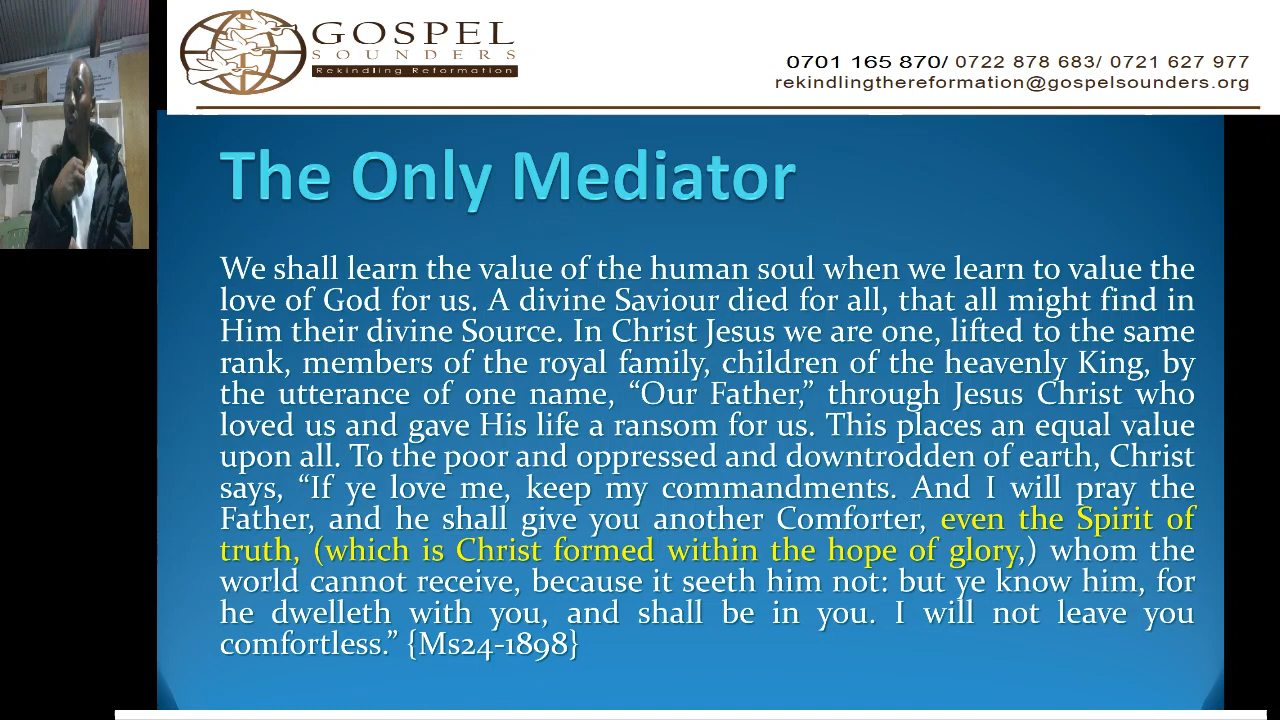 GOSPEL
SOUNDERS
Rekindling Reformation
0701 165 870/ 0722 878 683/ 0721 627 977
rekindlingthereformation@gospelsounders.org
The Only Mediator
We shall learn the value of the human soul when we learn to value the
love of God for us. A divine Saviour died for all, that all might find in
Him their divine Source. In Christ Jesus we are one, lifted to the same
rank, members of the royal family, children of the heavenly King, by
the utterance of one name, “Our Father,” through Jesus Christ who
loved us and gave His life a ransom for us. This places an equal value
upon all. To the poor and oppressed and downtrodden of earth, Christ
says, “If ye love me, keep my commandments. And I will pray the
Father, and he shall give you another Comforter, even the Spirit of
truth, (which is Christ formed within the hope of glory,) whom the
world cannot receive, because it seeth him not: but ye know him, for
he dwelleth with you, and shall be in you. I will not leave you
comfortless.” {Ms24-1898}